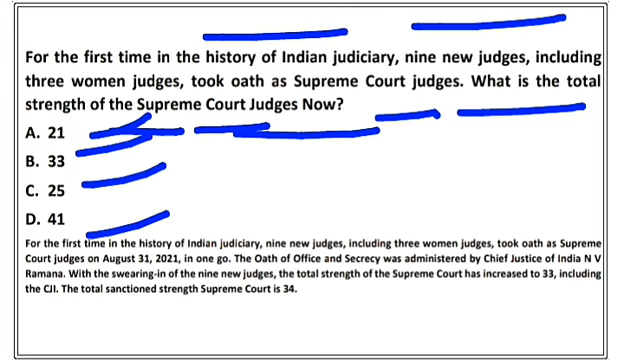 For the first time in the history of Indian judiciary, nine new judges, including
three women judges, took oath as Supreme Court judges. What is the total
strength of the Supreme Court Judges Now?
A. 21
B. 33
C. 25
D. 41
For the first time in the history of Indian judiciary, nine new judges, including three women judges, took oath as Supreme
Court judges on August 31, 2021, in one go. The Oath of Office and Secrecy was administered by Chief Justice of India N V
Ramana. With the swearing-in of the nine new judges, the total strength of the Supreme Court has increased to 33, including
the CJI. The total sanctioned strength Supreme Court is 34.